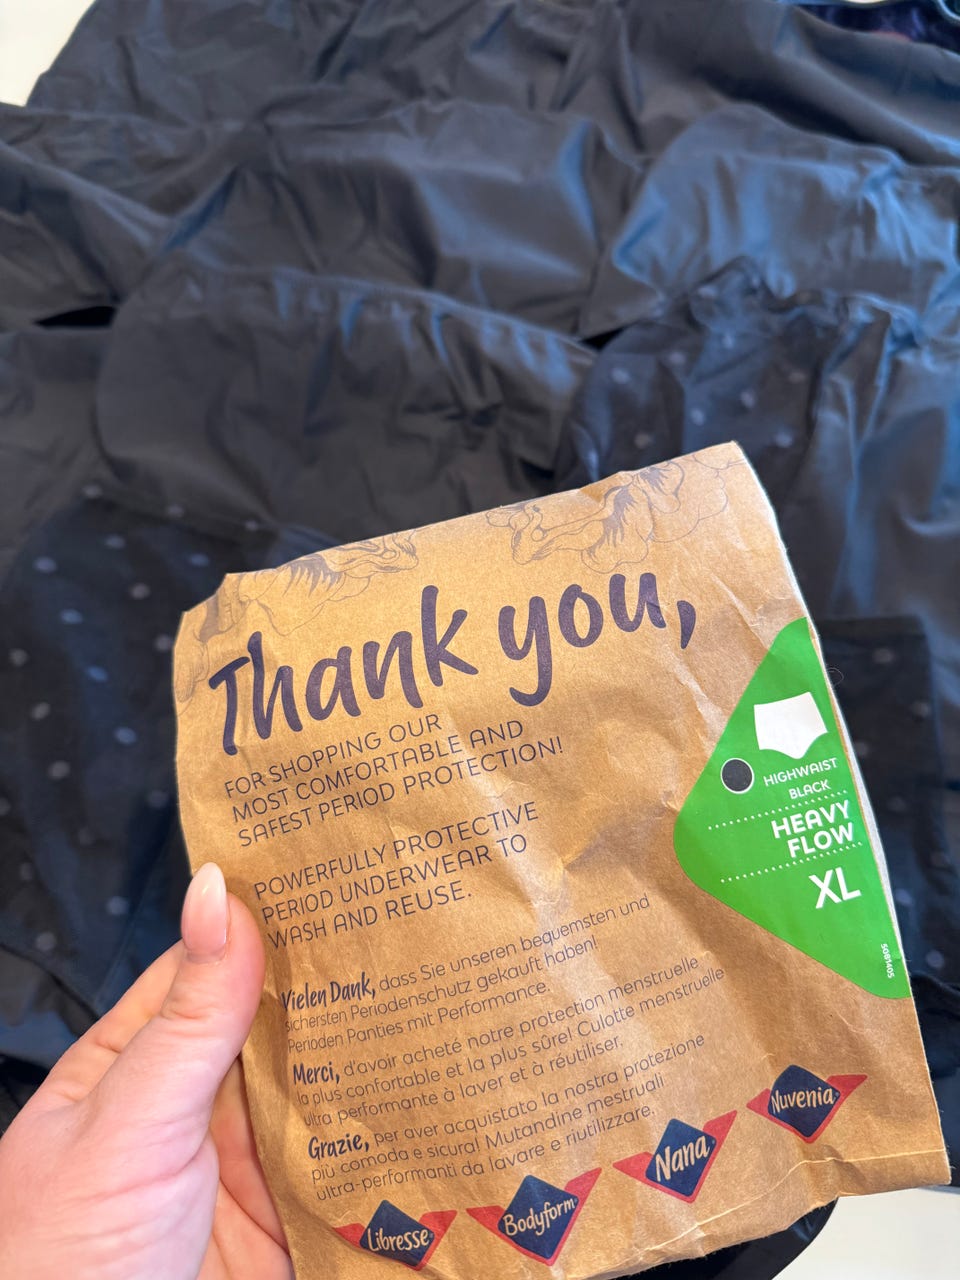 Thank you,
FOR SHOPPING OUR
MOST COMFORTABLE AND
SAFEST PERIOD PROTECTION!
POWERFULLY PROTECTIVE
PERIOD UNDERWEAR TO
WASH AND REUSE.
HIGHWAIST
BLACK
HEAVY
FLOW
XL
5081405
Vielen Dank, dass Sie unseren bequemsten und
sichersten Periodenschutz gekauft haben!
Perioden Panties mit Performance.
Merci, d'avoir acheté notre protection menstruelle
la plus confortable et la plus sûre! Culotte menstruelle
ultra performante à laver et à réutiliser.
Grazie, per aver acquistato la nostra protezione
più comoda e sicura! Mutandine mestruali
ultra-performanti da lavare e riutilizzare.
Libresse
Bodyform
Nana
Nuvenia